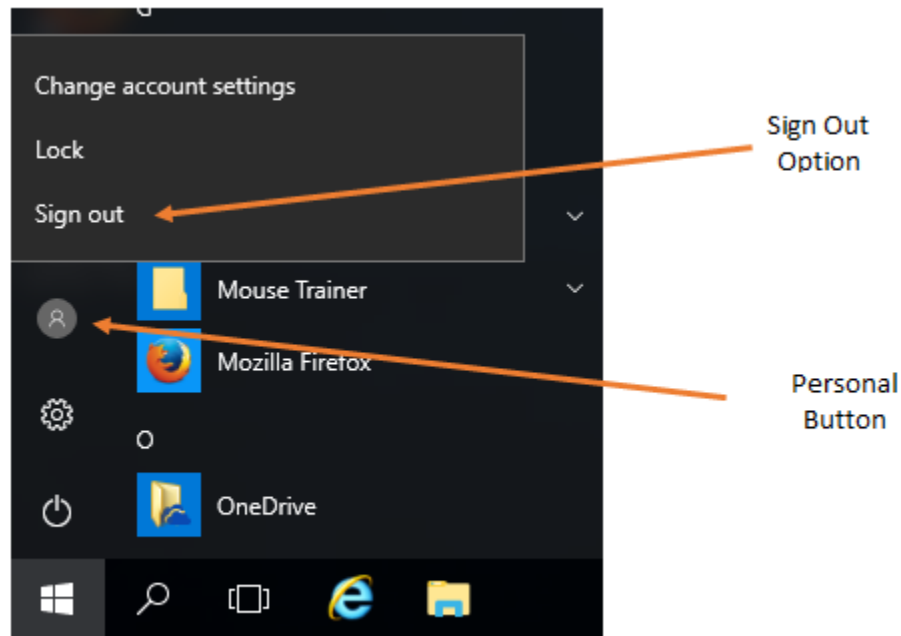 Change account settings
Lock
Sign out
Mouse Trainer
Mozilla Firefox
O
OneDrive
Sign Out
Option
Personal
Button